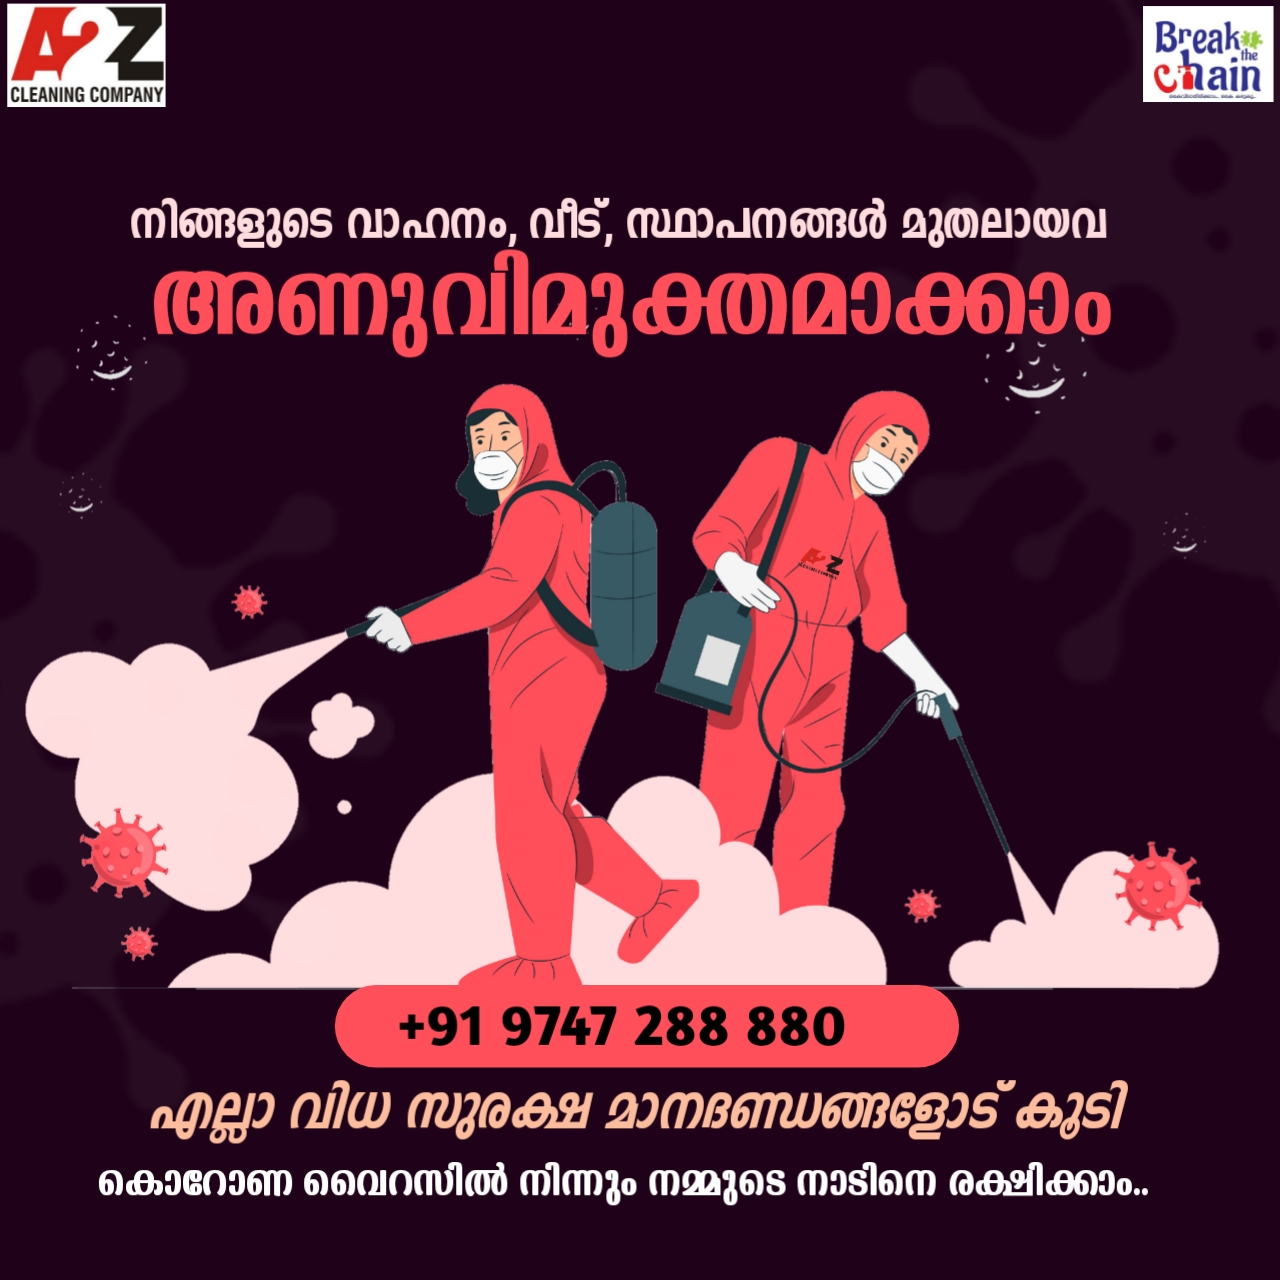 A2Z
CLEANING COMPANY
Break
the
chain
നിങ്ങളുടെ വാഹനം, വീട്, സ്ഥാപനങ്ങൾ മുതലായവ
അണുവിമുക്തമാക്കാം
A2Z
+91 9747 288 880
എല്ലാ വിധ സുരക്ഷ മാനദണ്ഡങ്ങളോട് കൂടി
കൊറോണ വൈറസിൽ നിന്നും നമ്മുടെ നാടിനെ രക്ഷിക്കാം..